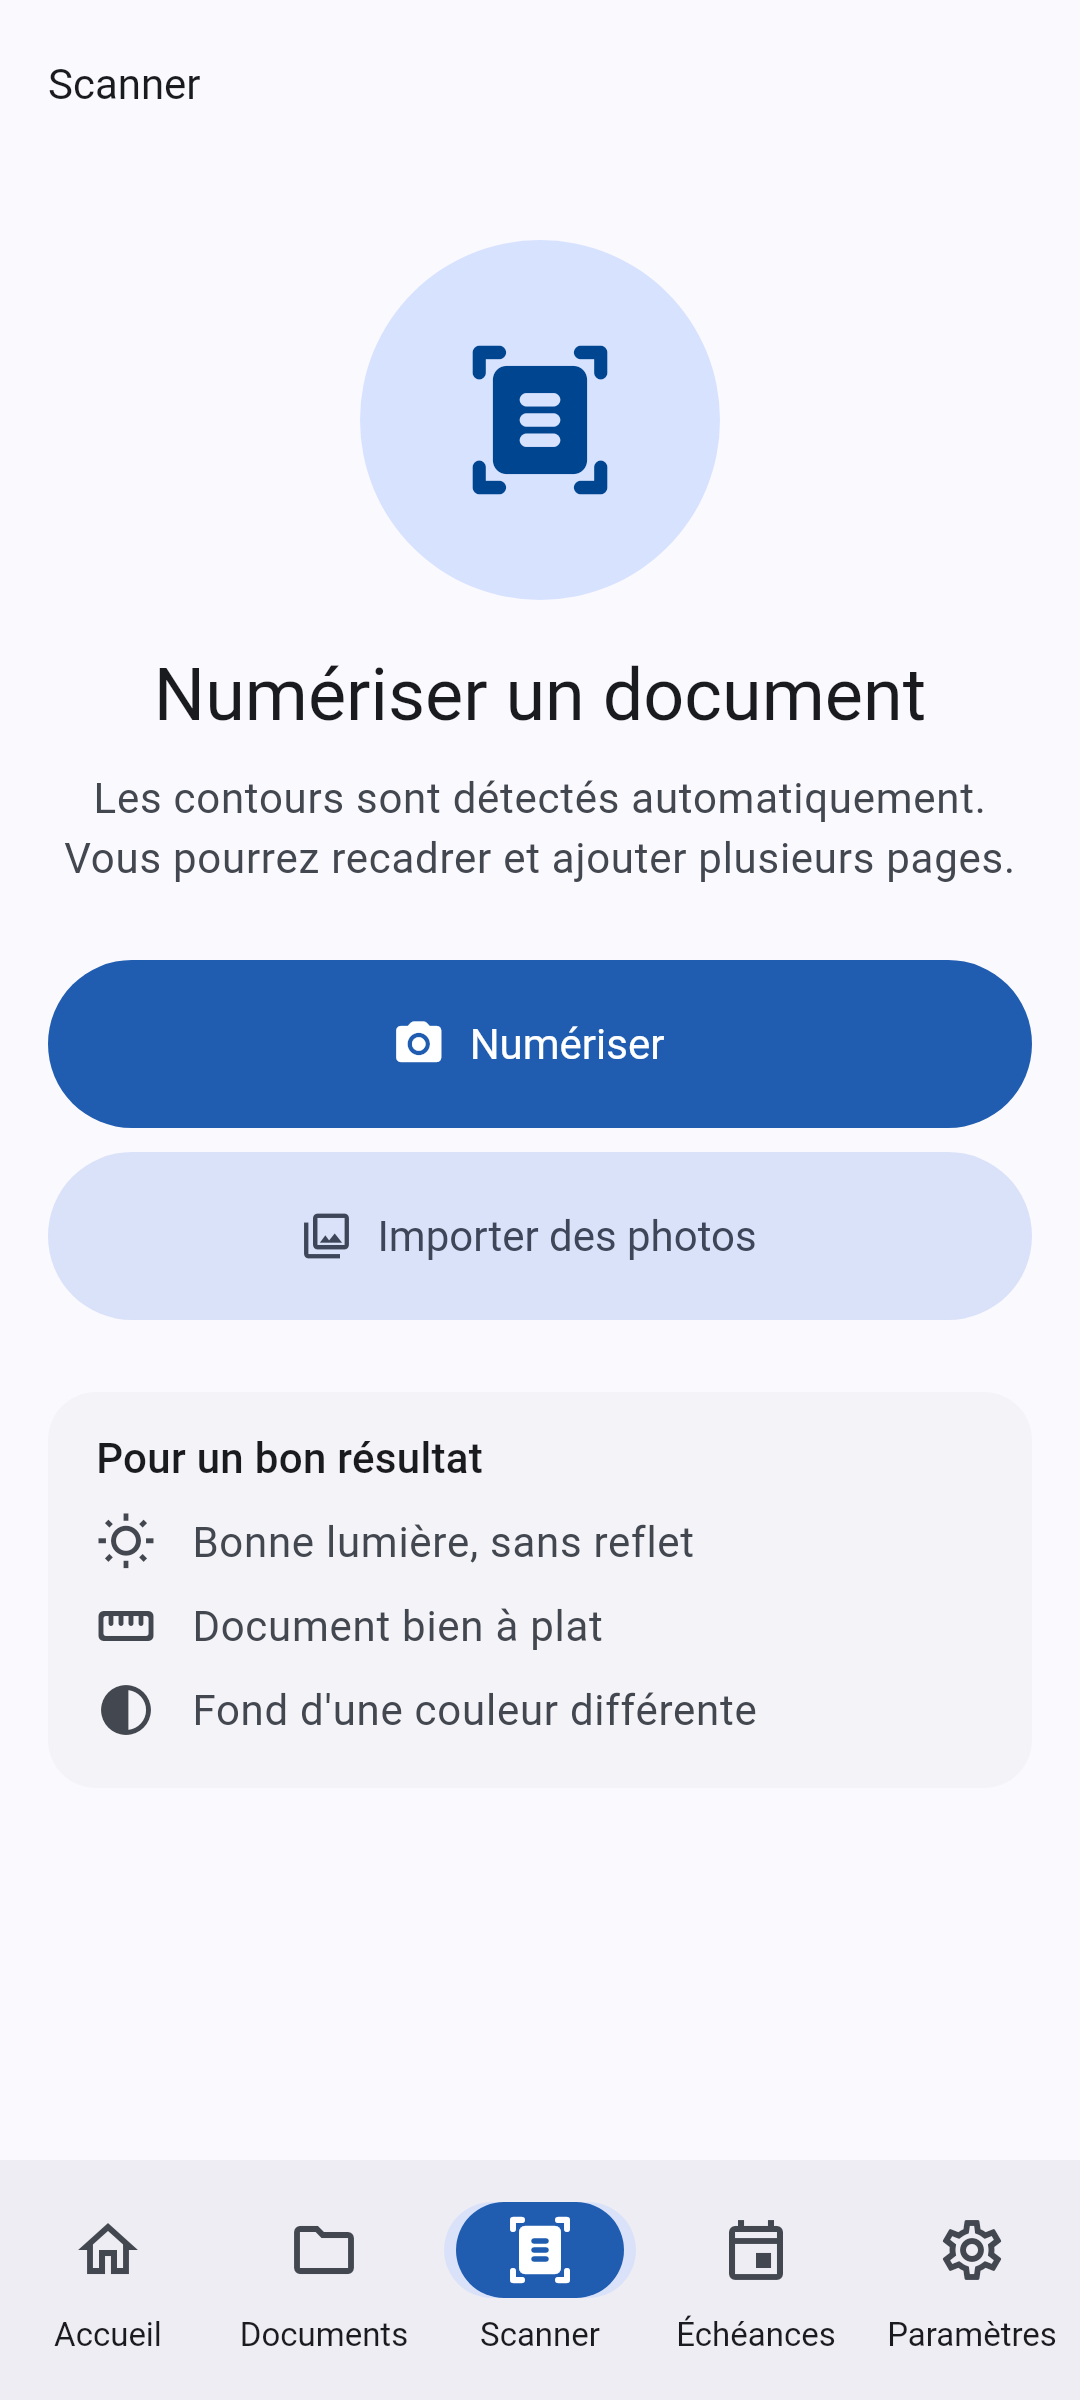 Scanner
Numériser un document
Les contours sont détectés automatiquement.
Vous pourrez recadrer et ajouter plusieurs pages.
Numériser
Importer des photos
Pour un bon résultat
Bonne lumière, sans reflet
Document bien à plat
Fond d'une couleur différente
Accueil
Documents
Scanner
Échéances
Paramètres